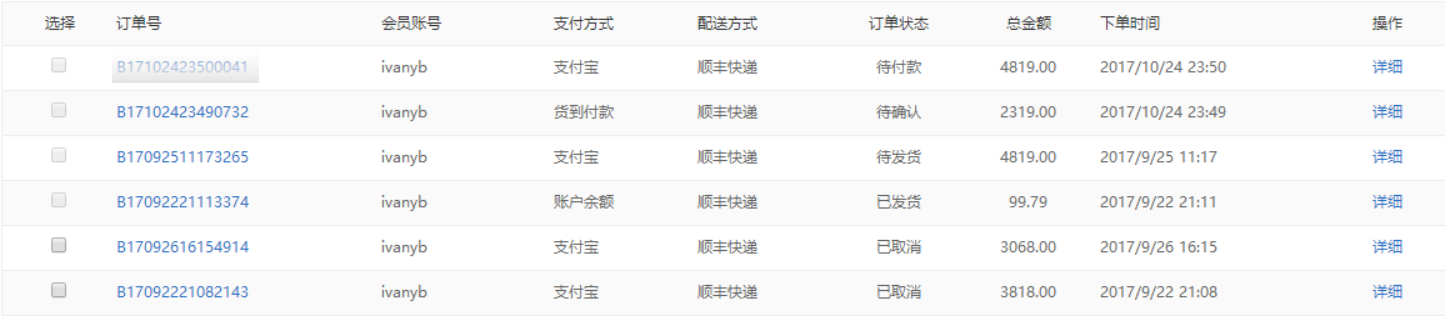 选择 订单号 会员账号 支付方式 配送方式 订单状态 总金额 下单时间 操作
B17102423500041 ivanyb 支付宝 顺丰快递 待付款 4819.00 2017/10/24 23:50 详细
B17102423490732 ivanyb 货到付款 顺丰快递 待确认 2319.00 2017/10/24 23:49 详细
B17092511173265 ivanyb 支付宝 顺丰快递 待发货 4819.00 2017/9/25 11:17 详细
B17092221113374 ivanyb 账户余额 顺丰快递 已发货 99.79 2017/9/22 21:11 详细
B17092616154914 ivanyb 支付宝 顺丰快递 已取消 3068.00 2017/9/26 16:15 详细
B17092221082143 ivanyb 支付宝 顺丰快递 已取消 3818.00 2017/9/22 21:08 详细